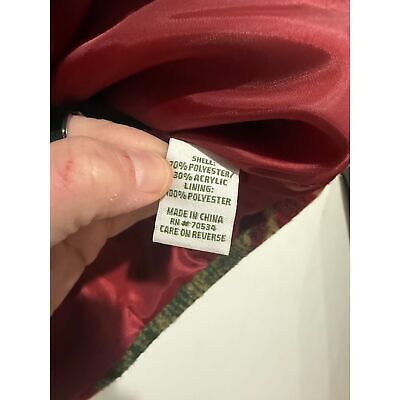 SHELL:
70% POLYESTER/
30% ACRYLIC
LINING:
100% POLYESTER
MADE IN CHINA
RN# 70534
CARE ON REVERSE